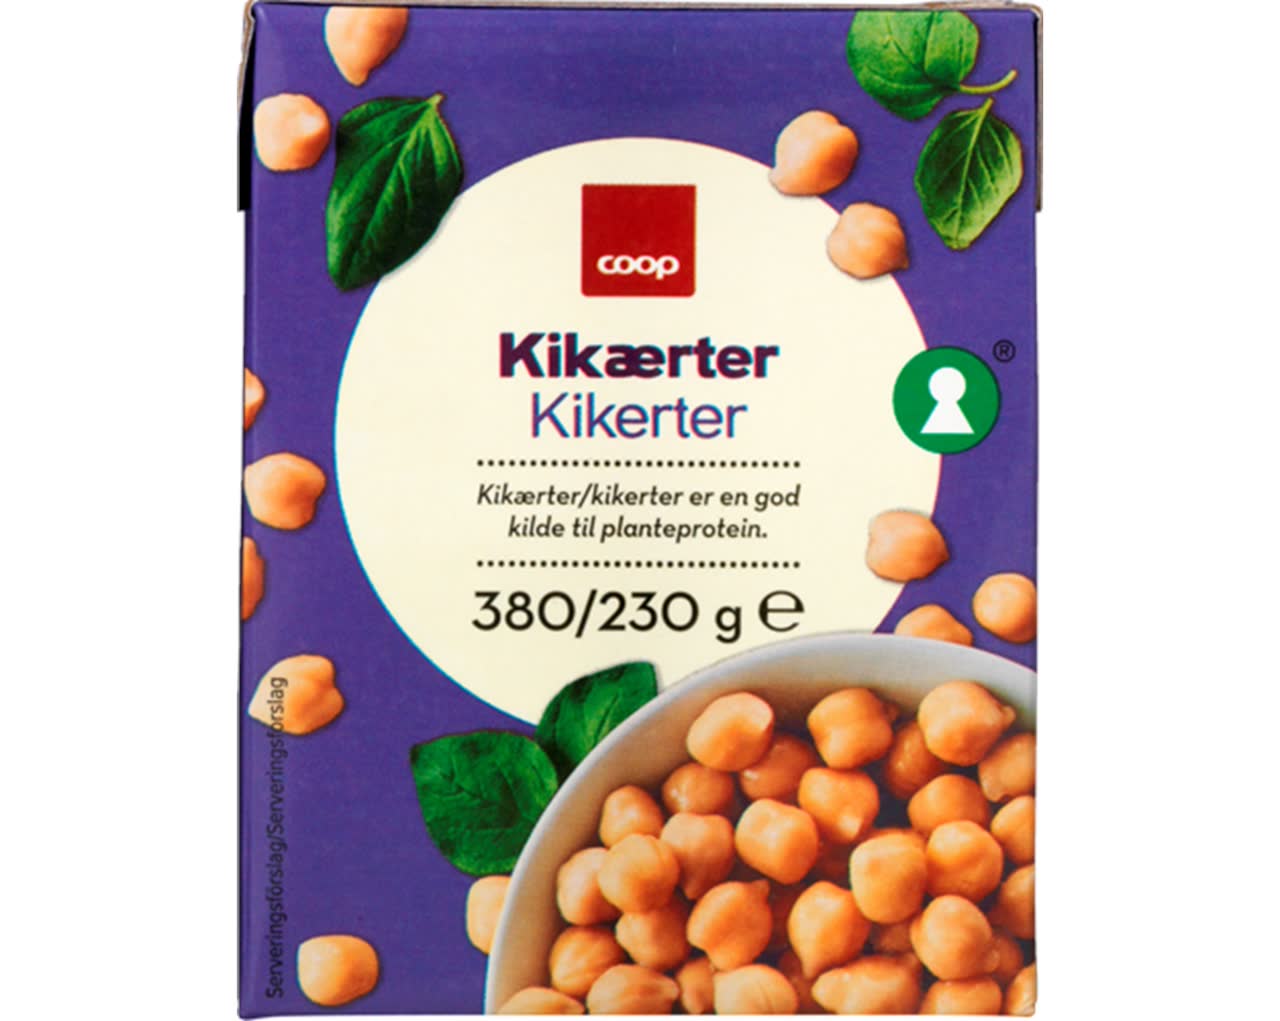 coop
Kikærter
Kikerter
®
Kikærter/kikerter er en god
kilde til planteprotein.
380/230 g ℮
Serveringsförslag/Serveringsforslag